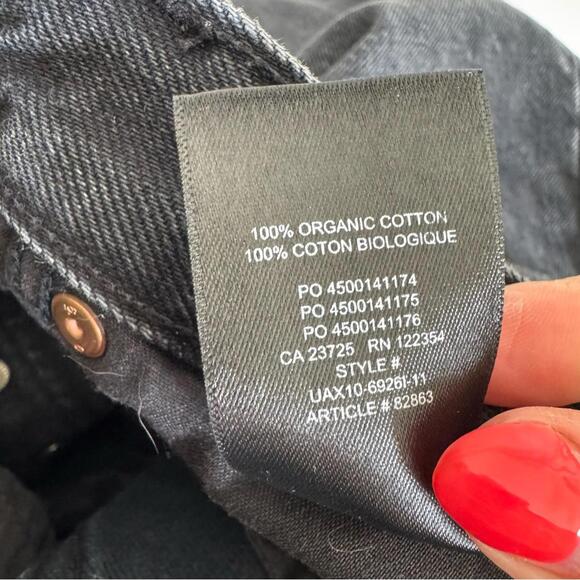 100% ORGANIC COTTON
100% COTON BIOLOGIQUE
PO 4500141174
PO 4500141175
PO 4500141176
CA 23725 RN 122354
STYLE #
UAX10-6926I-11
ARTICLE # 82863